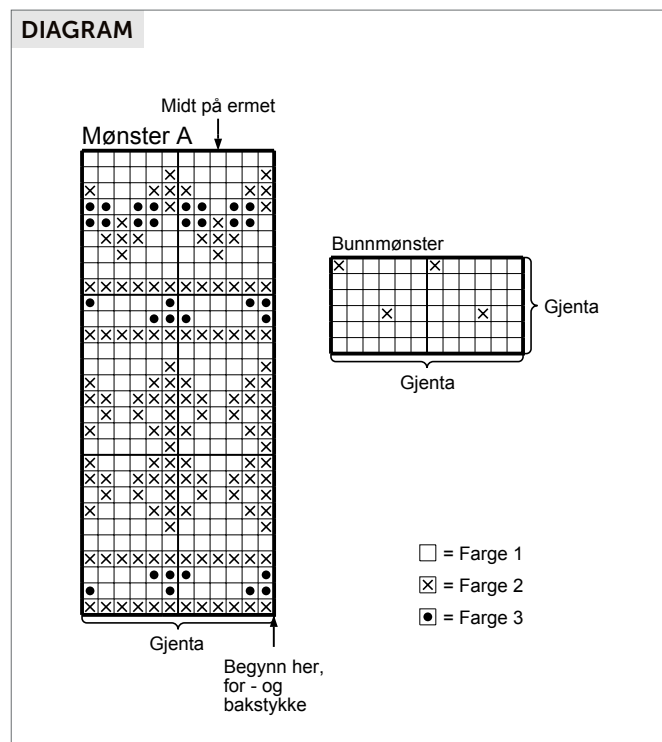 DIAGRAM
Midt på ermet
Mønster A
Bunnmønster
Gjenta
Gjenta
= Farge 1
= Farge 2
= Farge 3
Gjenta
Begynn her,
for - og
bakstykke